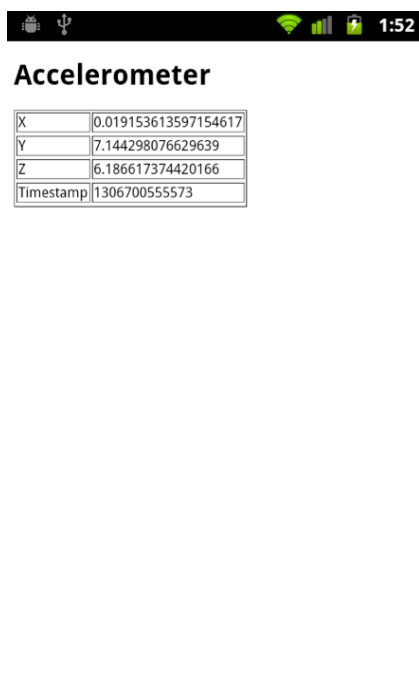 1:52
Accelerometer
X 0.019153613597154617
Y 7.144298076629639
Z 6.186617374420166
Timestamp 1306700555573